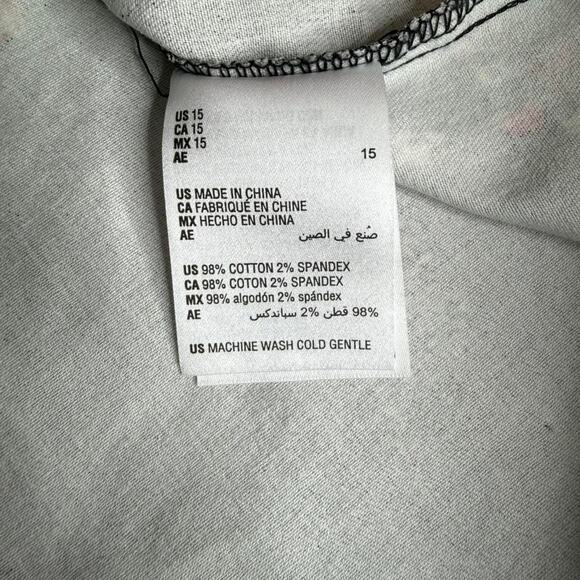 US 15
CA 15
MX 15
AE 15
US MADE IN CHINA
CA FABRIQUÉ EN CHINE
MX HECHO EN CHINA
AE صُنع في الصين
US 98% COTTON 2% SPANDEX
CA 98% COTON 2% SPANDEX
MX 98% algodón 2% spándex
AE 98% قطن 2% سباندكس
US MACHINE WASH COLD GENTLE